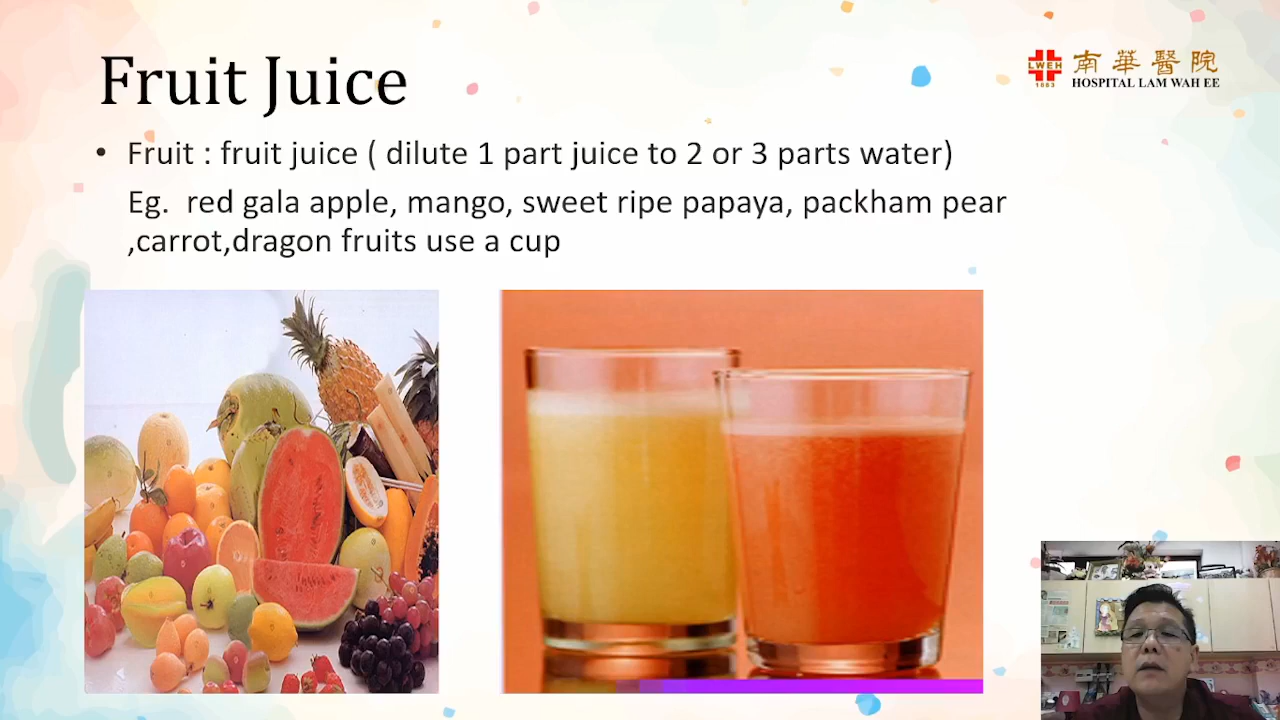 Fruit Juice
LWEH
1883
南華醫院
HOSPITAL LAM WAH EE
• Fruit : fruit juice ( dilute 1 part juice to 2 or 3 parts water)
Eg. red gala apple, mango, sweet ripe papaya, packham pear
,carrot,dragon fruits use a cup